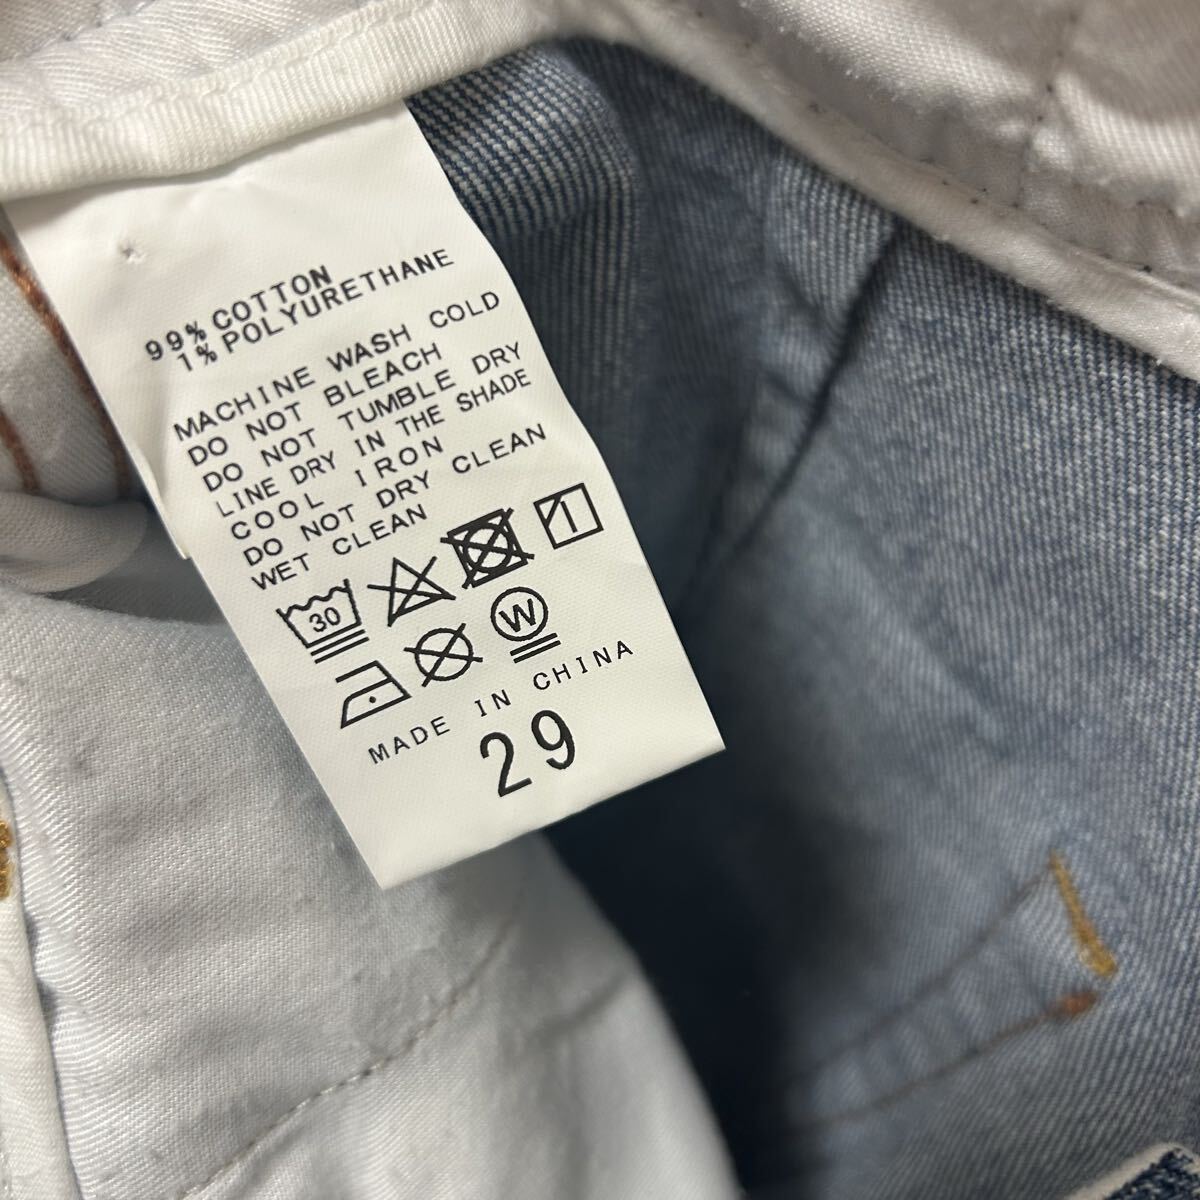 99% COTTON
1% POLYURETHANE
MACHINE WASH COLD
DO NOT BLEACH
DO NOT TUMBLE DRY
LINE DRY IN THE SHADE
COOL IRON
DO NOT DRY CLEAN
WET CLEAN
30
W
MADE IN CHINA
29